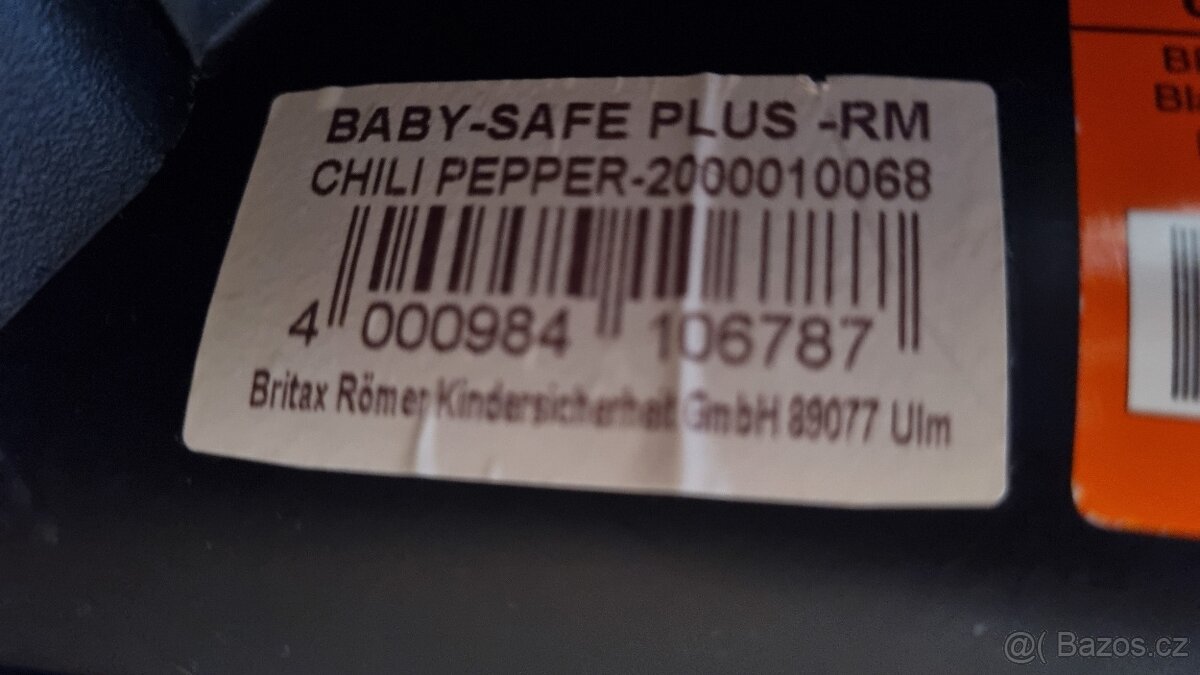 BABY-SAFE PLUS -RM
CHILI PEPPER-2000010068
4 000984 106787
Britax Römer Kindersicherheit GmbH 89077 Ulm
@( Bazos.cz